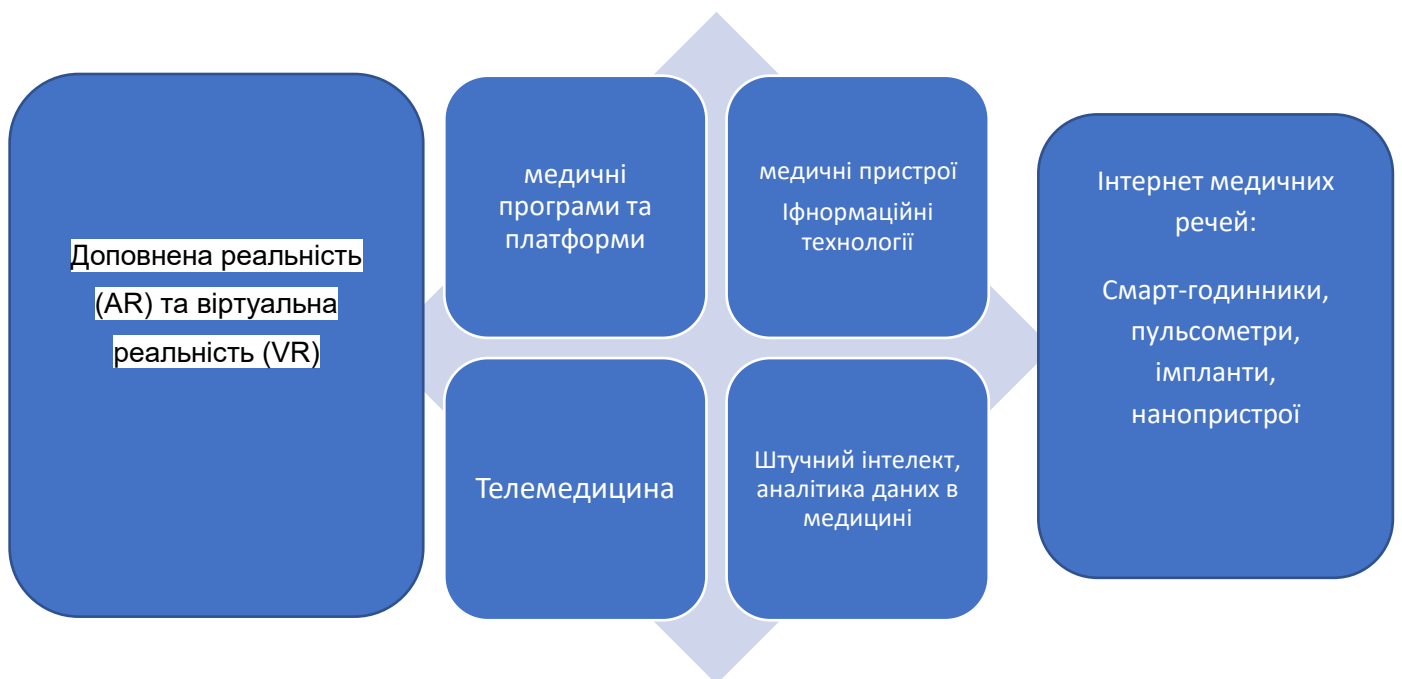 Доповнена реальність
(AR) та віртуальна
реальність (VR)
медичні
програми та
платформи
медичні пристрої
Іфнормаційні
технології
Телемедицина
Штучний інтелект,
аналітика даних в
медицині
Інтернет медичних
речей:
Смарт-годинники,
пульсометри,
імпланти,
нанопристрої